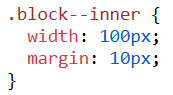 .block--inner {
  width: 100px;
  margin: 10px;
}